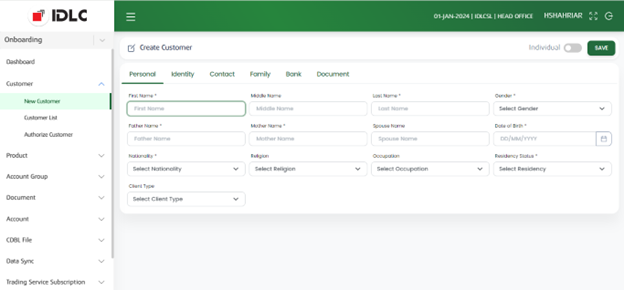 IDLC
01-JAN-2024 | IDLCSL | HEAD OFFICE HSHAHRIAR
Onboarding
Dashboard
Customer
New Customer
Customer List
Authorize Customer
Product
Account Group
Document
Account
CDBL File
Data Sync
Trading Service Subscription
Create Customer Individual SAVE
Personal Identity Contact Family Bank Document
First Name * Middle Name Last Name * Gender *
First Name Middle Name Last Name Select Gender
Father Name * Mother Name * Spouse Name Date of Birth *
Father Name Mother Name Spouse Name DD/MM/YYYY
Nationality * Religion Occupation Residency Status *
Select Nationality Select Religion Select Occupation Select Residency
Client Type
Select Client Type